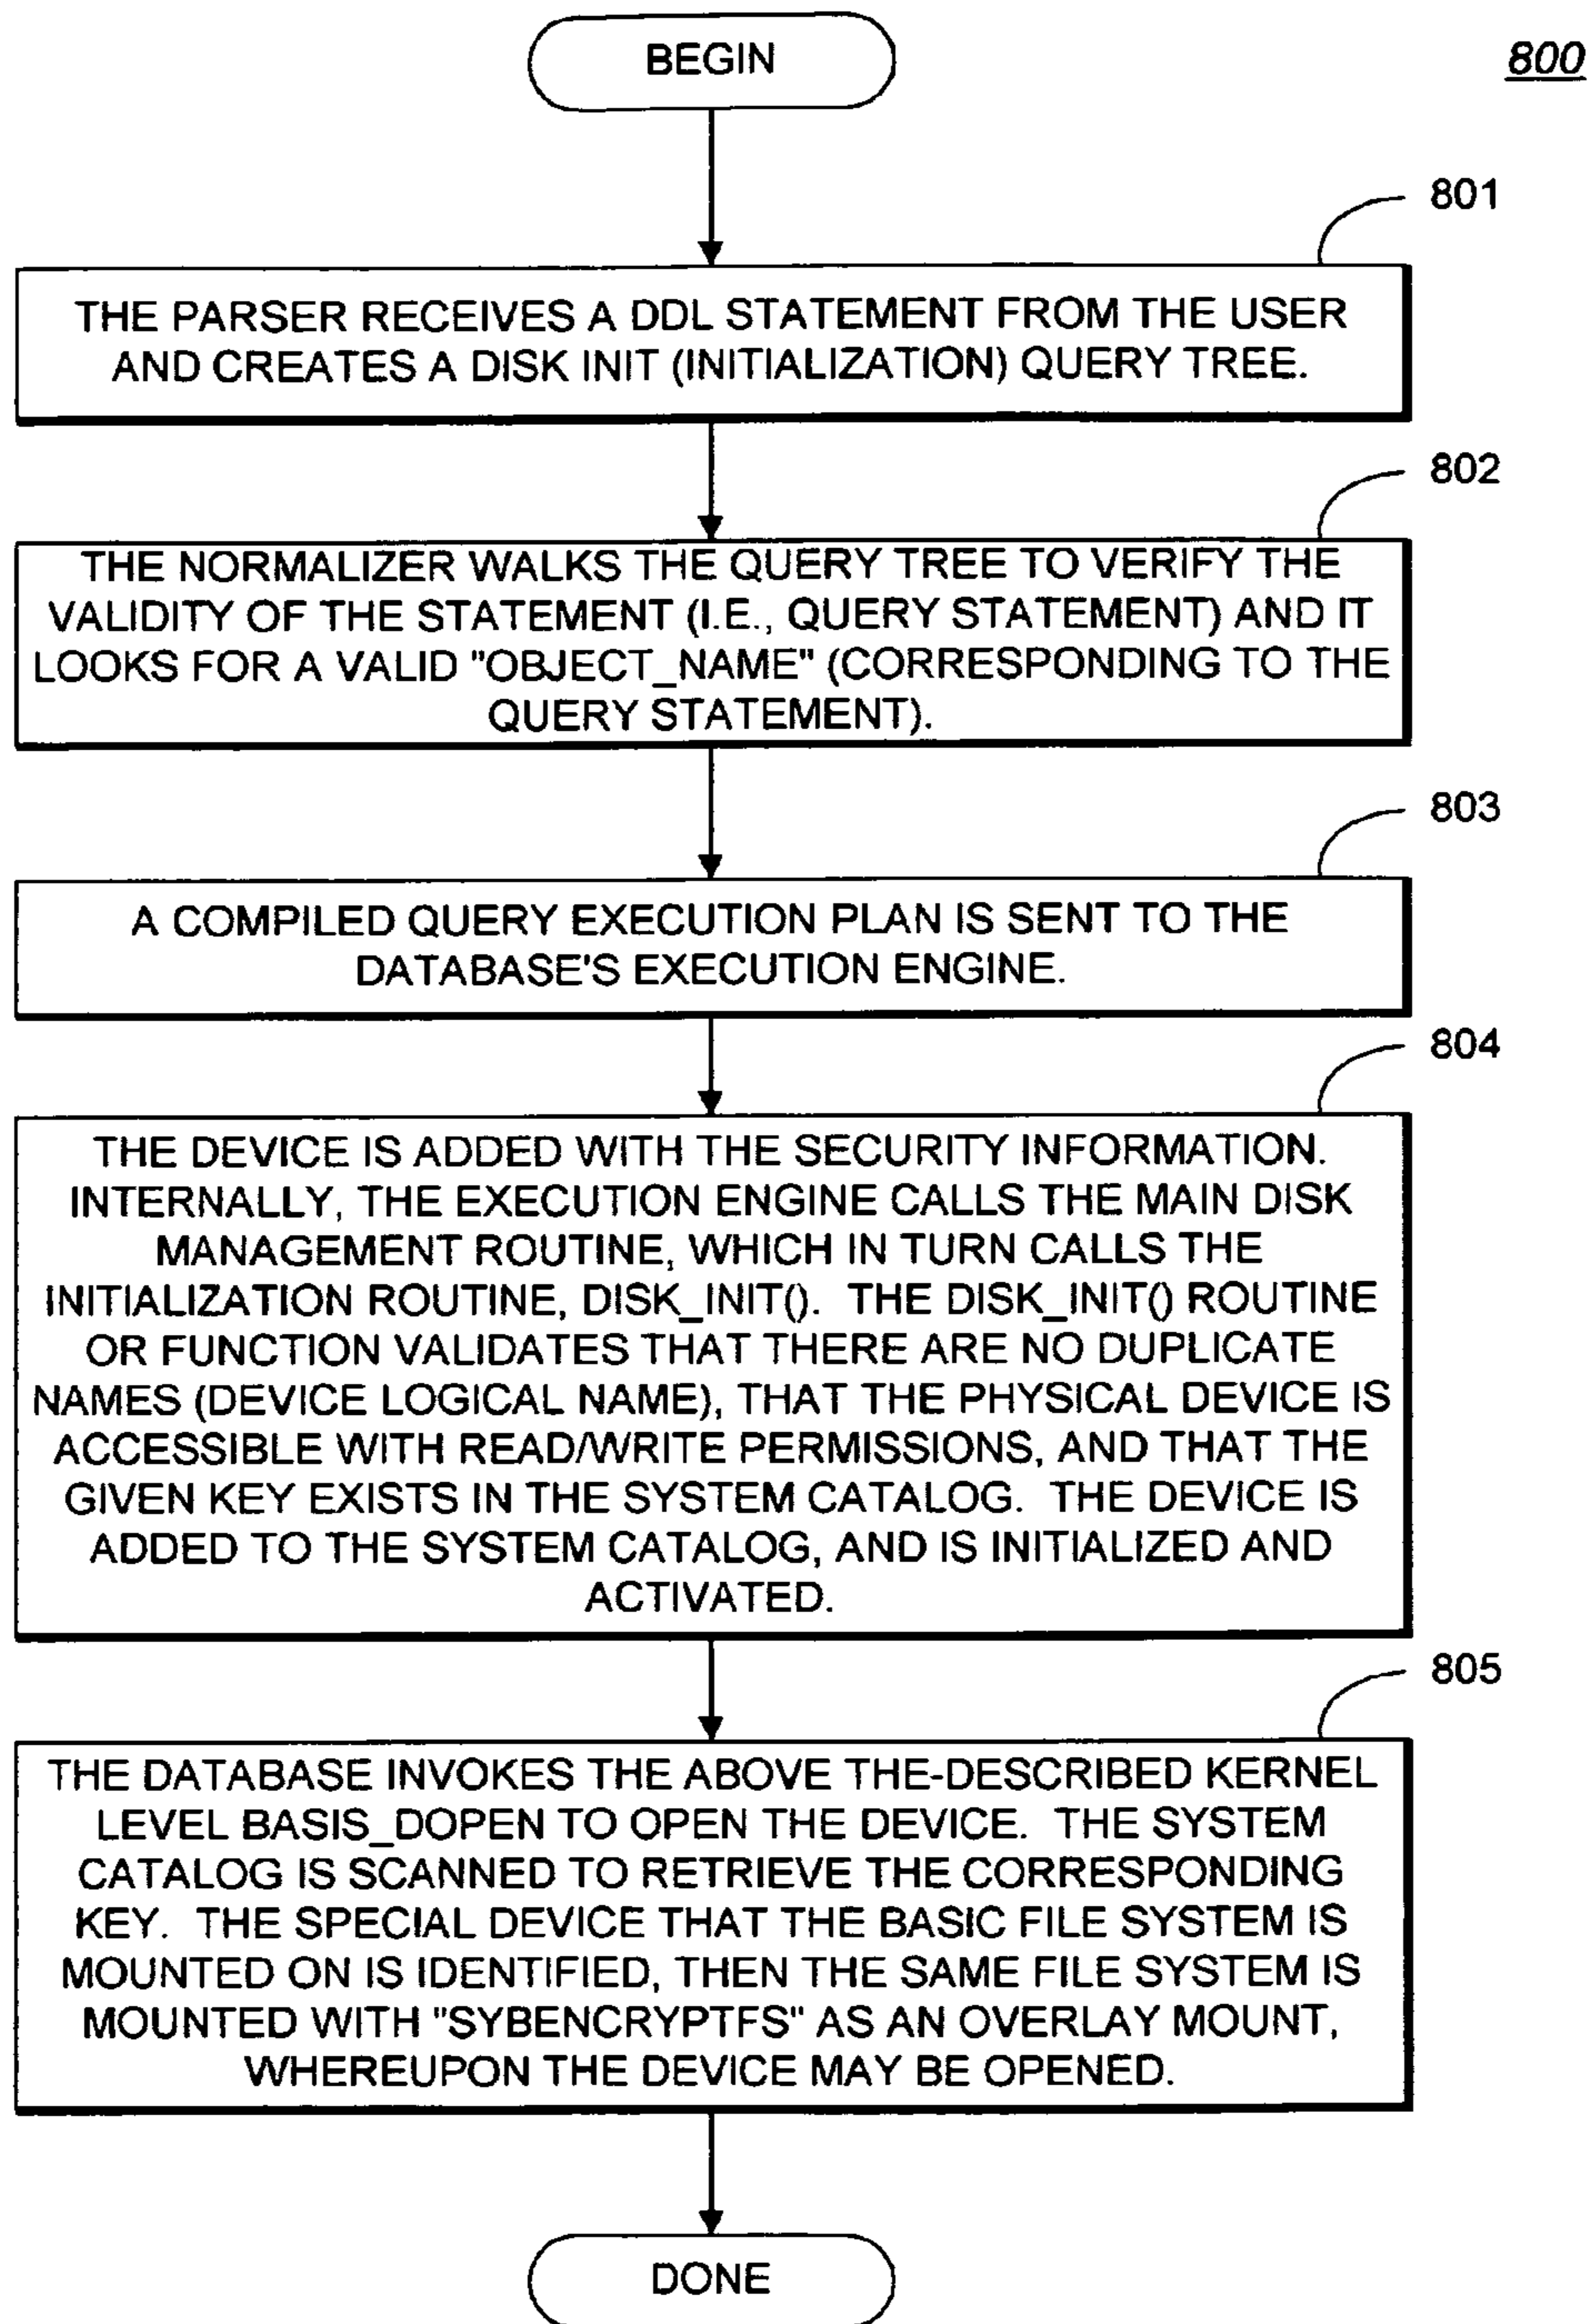 BEGIN
800
801
THE PARSER RECEIVES A DDL STATEMENT FROM THE USER
AND CREATES A DISK INIT (INITIALIZATION) QUERY TREE.
802
THE NORMALIZER WALKS THE QUERY TREE TO VERIFY THE
VALIDITY OF THE STATEMENT (I.E., QUERY STATEMENT) AND IT
LOOKS FOR A VALID "OBJECT_NAME" (CORRESPONDING TO THE
QUERY STATEMENT).
803
A COMPILED QUERY EXECUTION PLAN IS SENT TO THE
DATABASE'S EXECUTION ENGINE.
804
THE DEVICE IS ADDED WITH THE SECURITY INFORMATION.
INTERNALLY, THE EXECUTION ENGINE CALLS THE MAIN DISK
MANAGEMENT ROUTINE, WHICH IN TURN CALLS THE
INITIALIZATION ROUTINE, DISK_INIT(). THE DISK_INIT() ROUTINE
OR FUNCTION VALIDATES THAT THERE ARE NO DUPLICATE
NAMES (DEVICE LOGICAL NAME), THAT THE PHYSICAL DEVICE IS
ACCESSIBLE WITH READ/WRITE PERMISSIONS, AND THAT THE
GIVEN KEY EXISTS IN THE SYSTEM CATALOG. THE DEVICE IS
ADDED TO THE SYSTEM CATALOG, AND IS INITIALIZED AND
ACTIVATED.
805
THE DATABASE INVOKES THE ABOVE THE-DESCRIBED KERNEL
LEVEL BASIS_DOPEN TO OPEN THE DEVICE. THE SYSTEM
CATALOG IS SCANNED TO RETRIEVE THE CORRESPONDING
KEY. THE SPECIAL DEVICE THAT THE BASIC FILE SYSTEM IS
MOUNTED ON IS IDENTIFIED, THEN THE SAME FILE SYSTEM IS
MOUNTED WITH "SYBENCRYPTFS" AS AN OVERLAY MOUNT,
WHEREUPON THE DEVICE MAY BE OPENED.
DONE